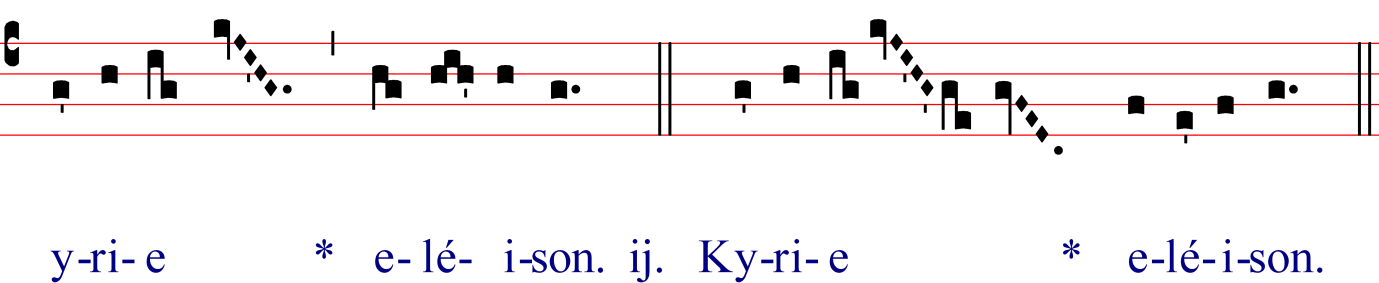 y-ri- e * e- lé- i-son. ij. Ky-ri- e * e-lé-i-son.